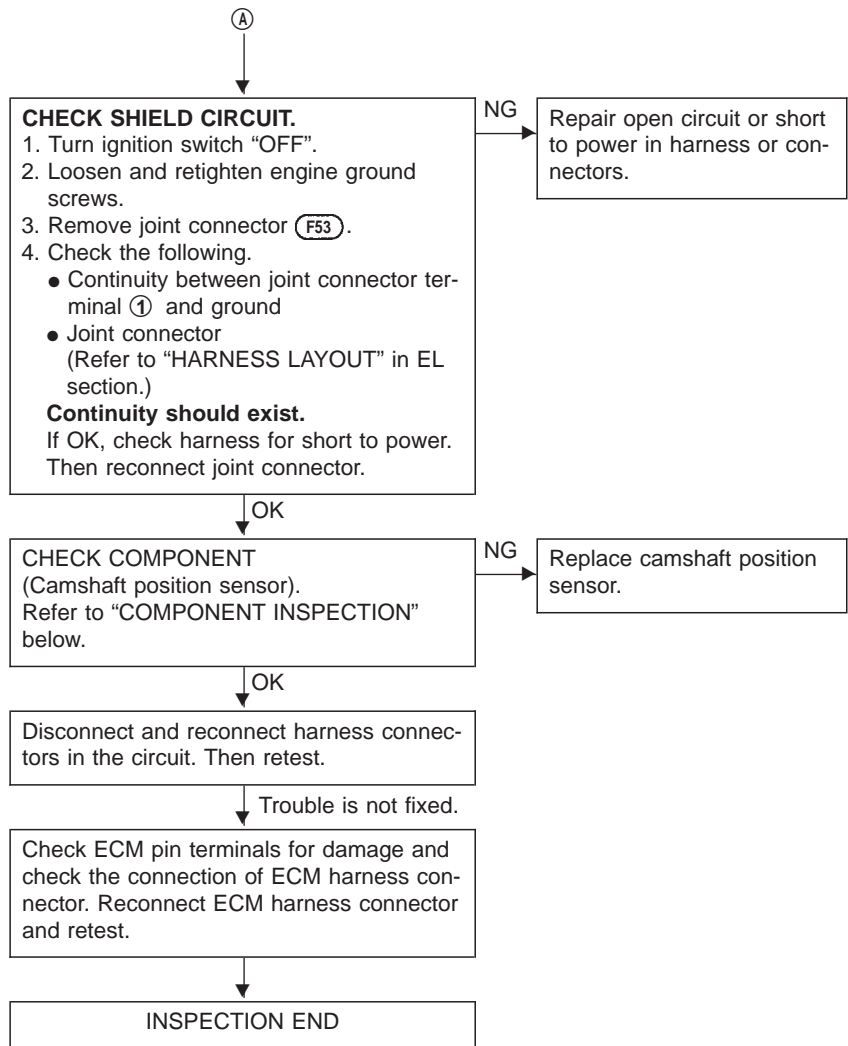 Ⓐ
CHECK SHIELD CIRCUIT.
1. Turn ignition switch “OFF”.
2. Loosen and retighten engine ground
screws.
3. Remove joint connector F53.
4. Check the following.
● Continuity between joint connector ter-
minal ① and ground
● Joint connector
(Refer to “HARNESS LAYOUT” in EL
section.)
Continuity should exist.
If OK, check harness for short to power.
Then reconnect joint connector.
NG
Repair open circuit or short
to power in harness or con-
nectors.
OK
CHECK COMPONENT
(Camshaft position sensor).
Refer to “COMPONENT INSPECTION”
below.
NG
Replace camshaft position
sensor.
OK
Disconnect and reconnect harness connec-
tors in the circuit. Then retest.
Trouble is not fixed.
Check ECM pin terminals for damage and
check the connection of ECM harness con-
nector. Reconnect ECM harness connector
and retest.
INSPECTION END